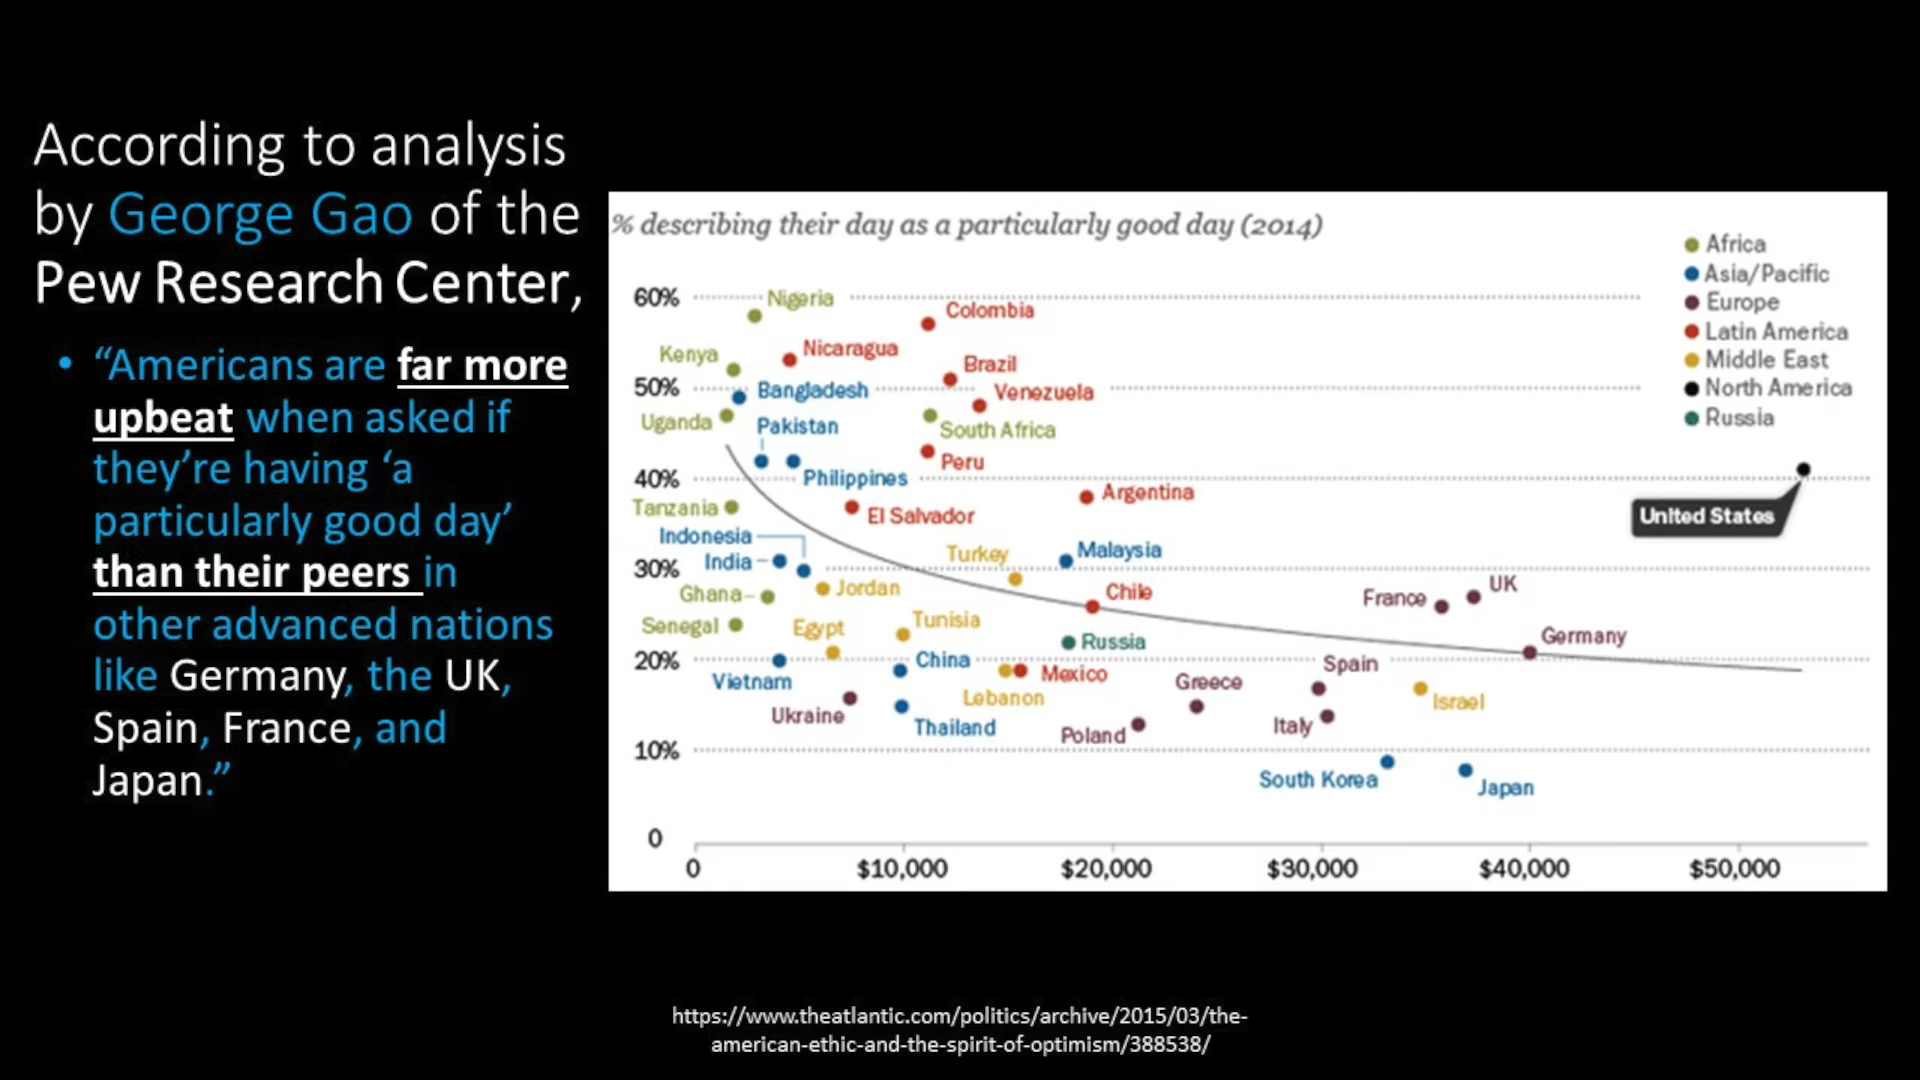 According to analysis
by George Gao of the
Pew Research Center,
• “Americans are far more
upbeat when asked if
they’re having ‘a
particularly good day’
than their peers in
other advanced nations
like Germany, the UK,
Spain, France, and
Japan.”
% describing their day as a particularly good day (2014)
Africa
Asia/Pacific
Europe
Latin America
Middle East
North America
Russia
60%
50%
40%
30%
20%
10%
0
Nigeria
Colombia
Kenya
Nicaragua
Brazil
Bangladesh
Venezuela
Uganda
Pakistan
South Africa
Peru
Philippines
Argentina
Tanzania
El Salvador
United States
Indonesia
India
Turkey
Malaysia
Ghana
Jordan
Chile
France
UK
Senegal
Egypt
Tunisia
Russia
Germany
Vietnam
China
Mexico
Spain
Lebanon
Greece
Israel
Ukraine
Thailand
Poland
Italy
South Korea
Japan
0
$10,000
$20,000
$30,000
$40,000
$50,000
https://www.theatlantic.com/politics/archive/2015/03/the-
american-ethic-and-the-spirit-of-optimism/388538/